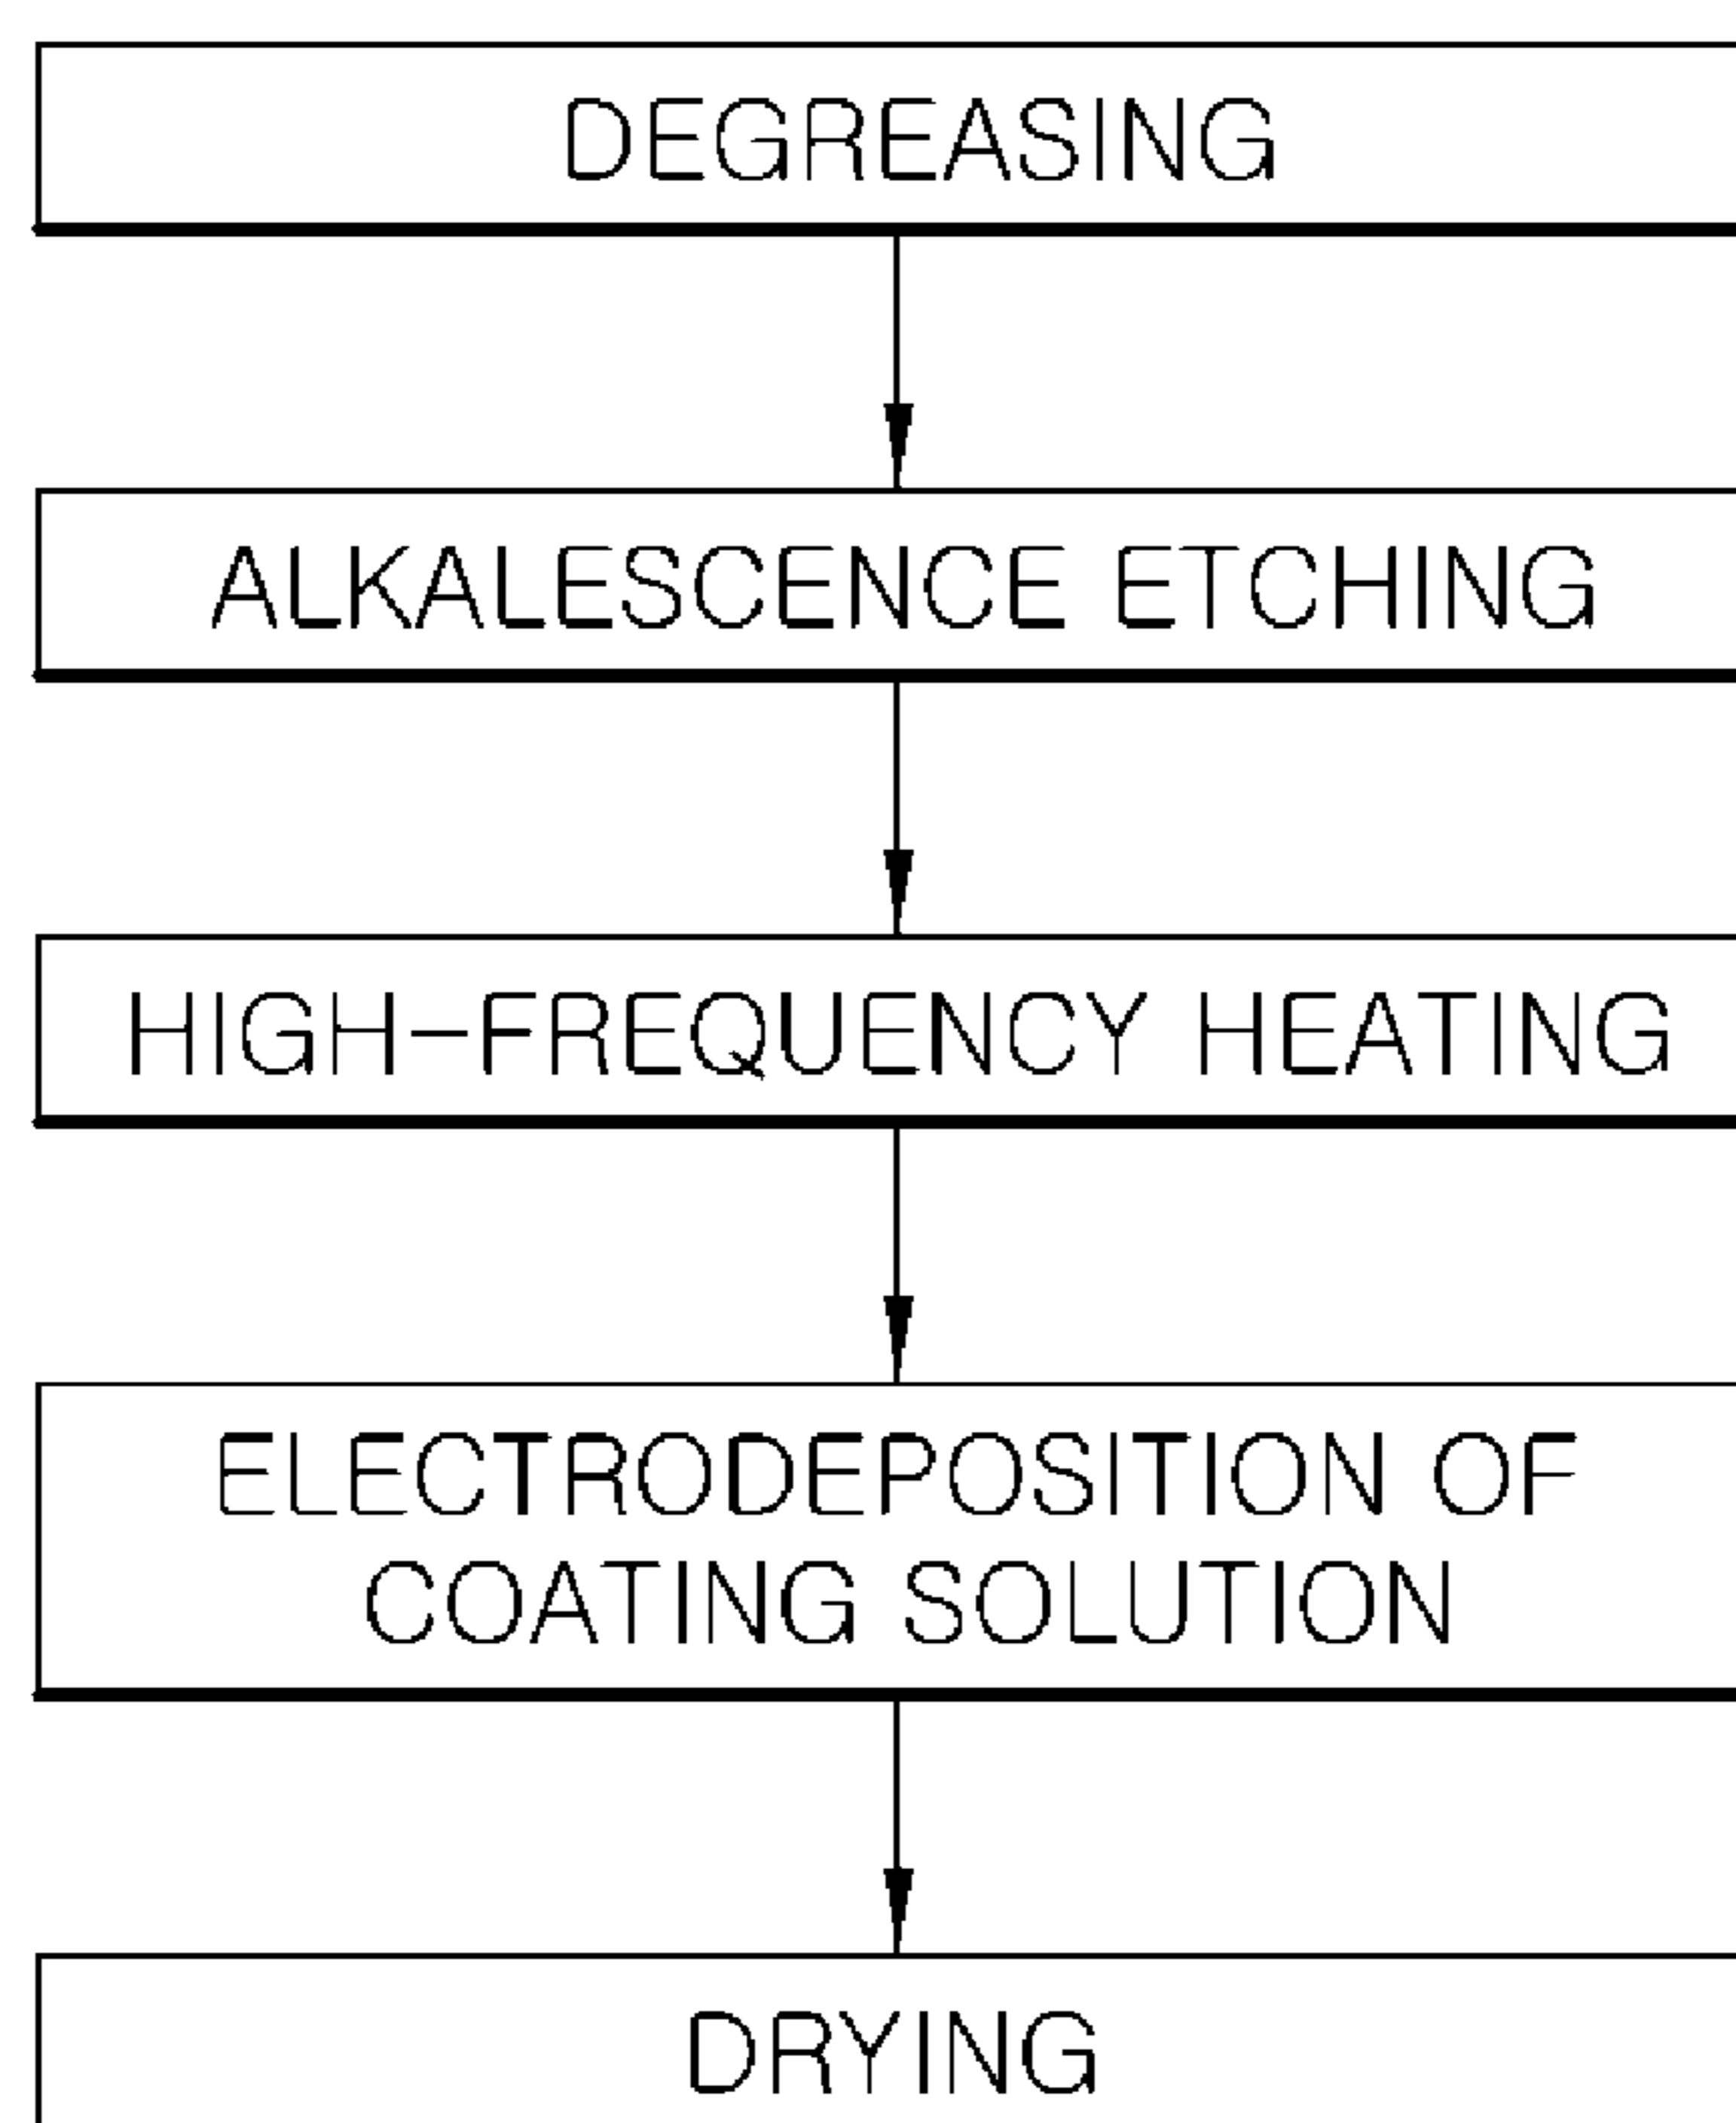 DEGREASING
ALKALESCENCE ETCHING
HIGH-FREQUENCY HEATING
ELECTRODEPOSITION OF
COATING SOLUTION
DRYING